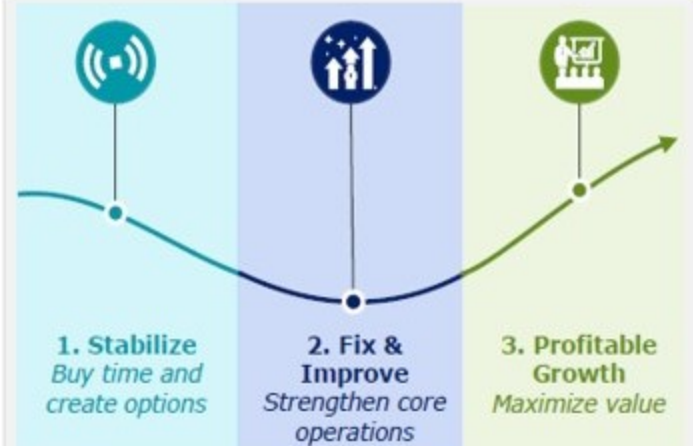 1. Stabilize
Buy time and
create options
2. Fix &
Improve
Strengthen core
operations
3. Profitable
Growth
Maximize value